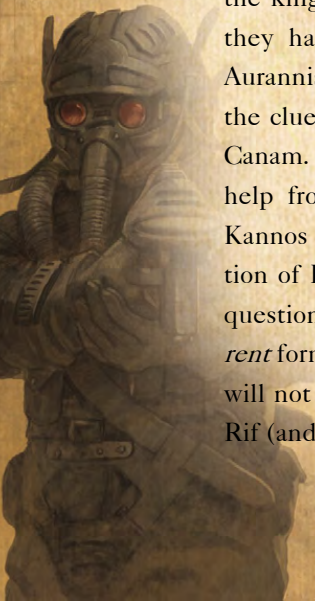 the king
they ha
Auranni
the clue
Canam.
help fro
Kannos
tion of
question
rent form
will not
Rif (and